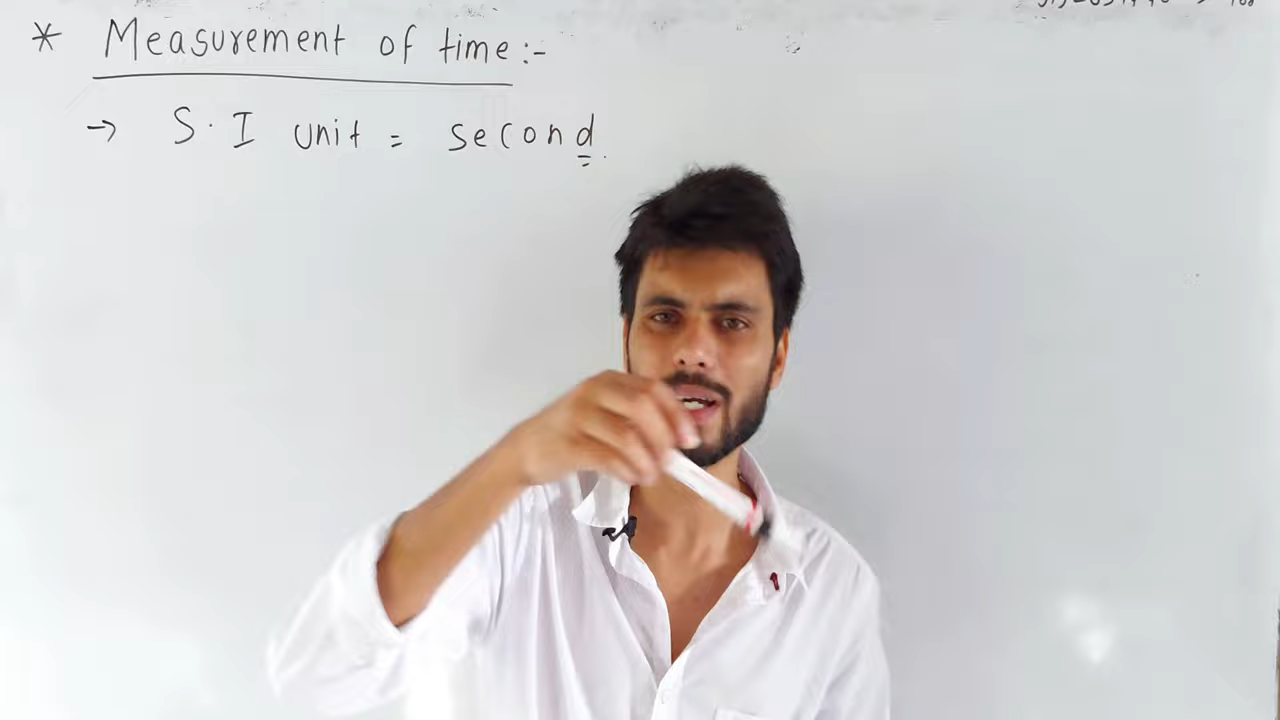 * Measurement of time:-
→ S.I unit = second.